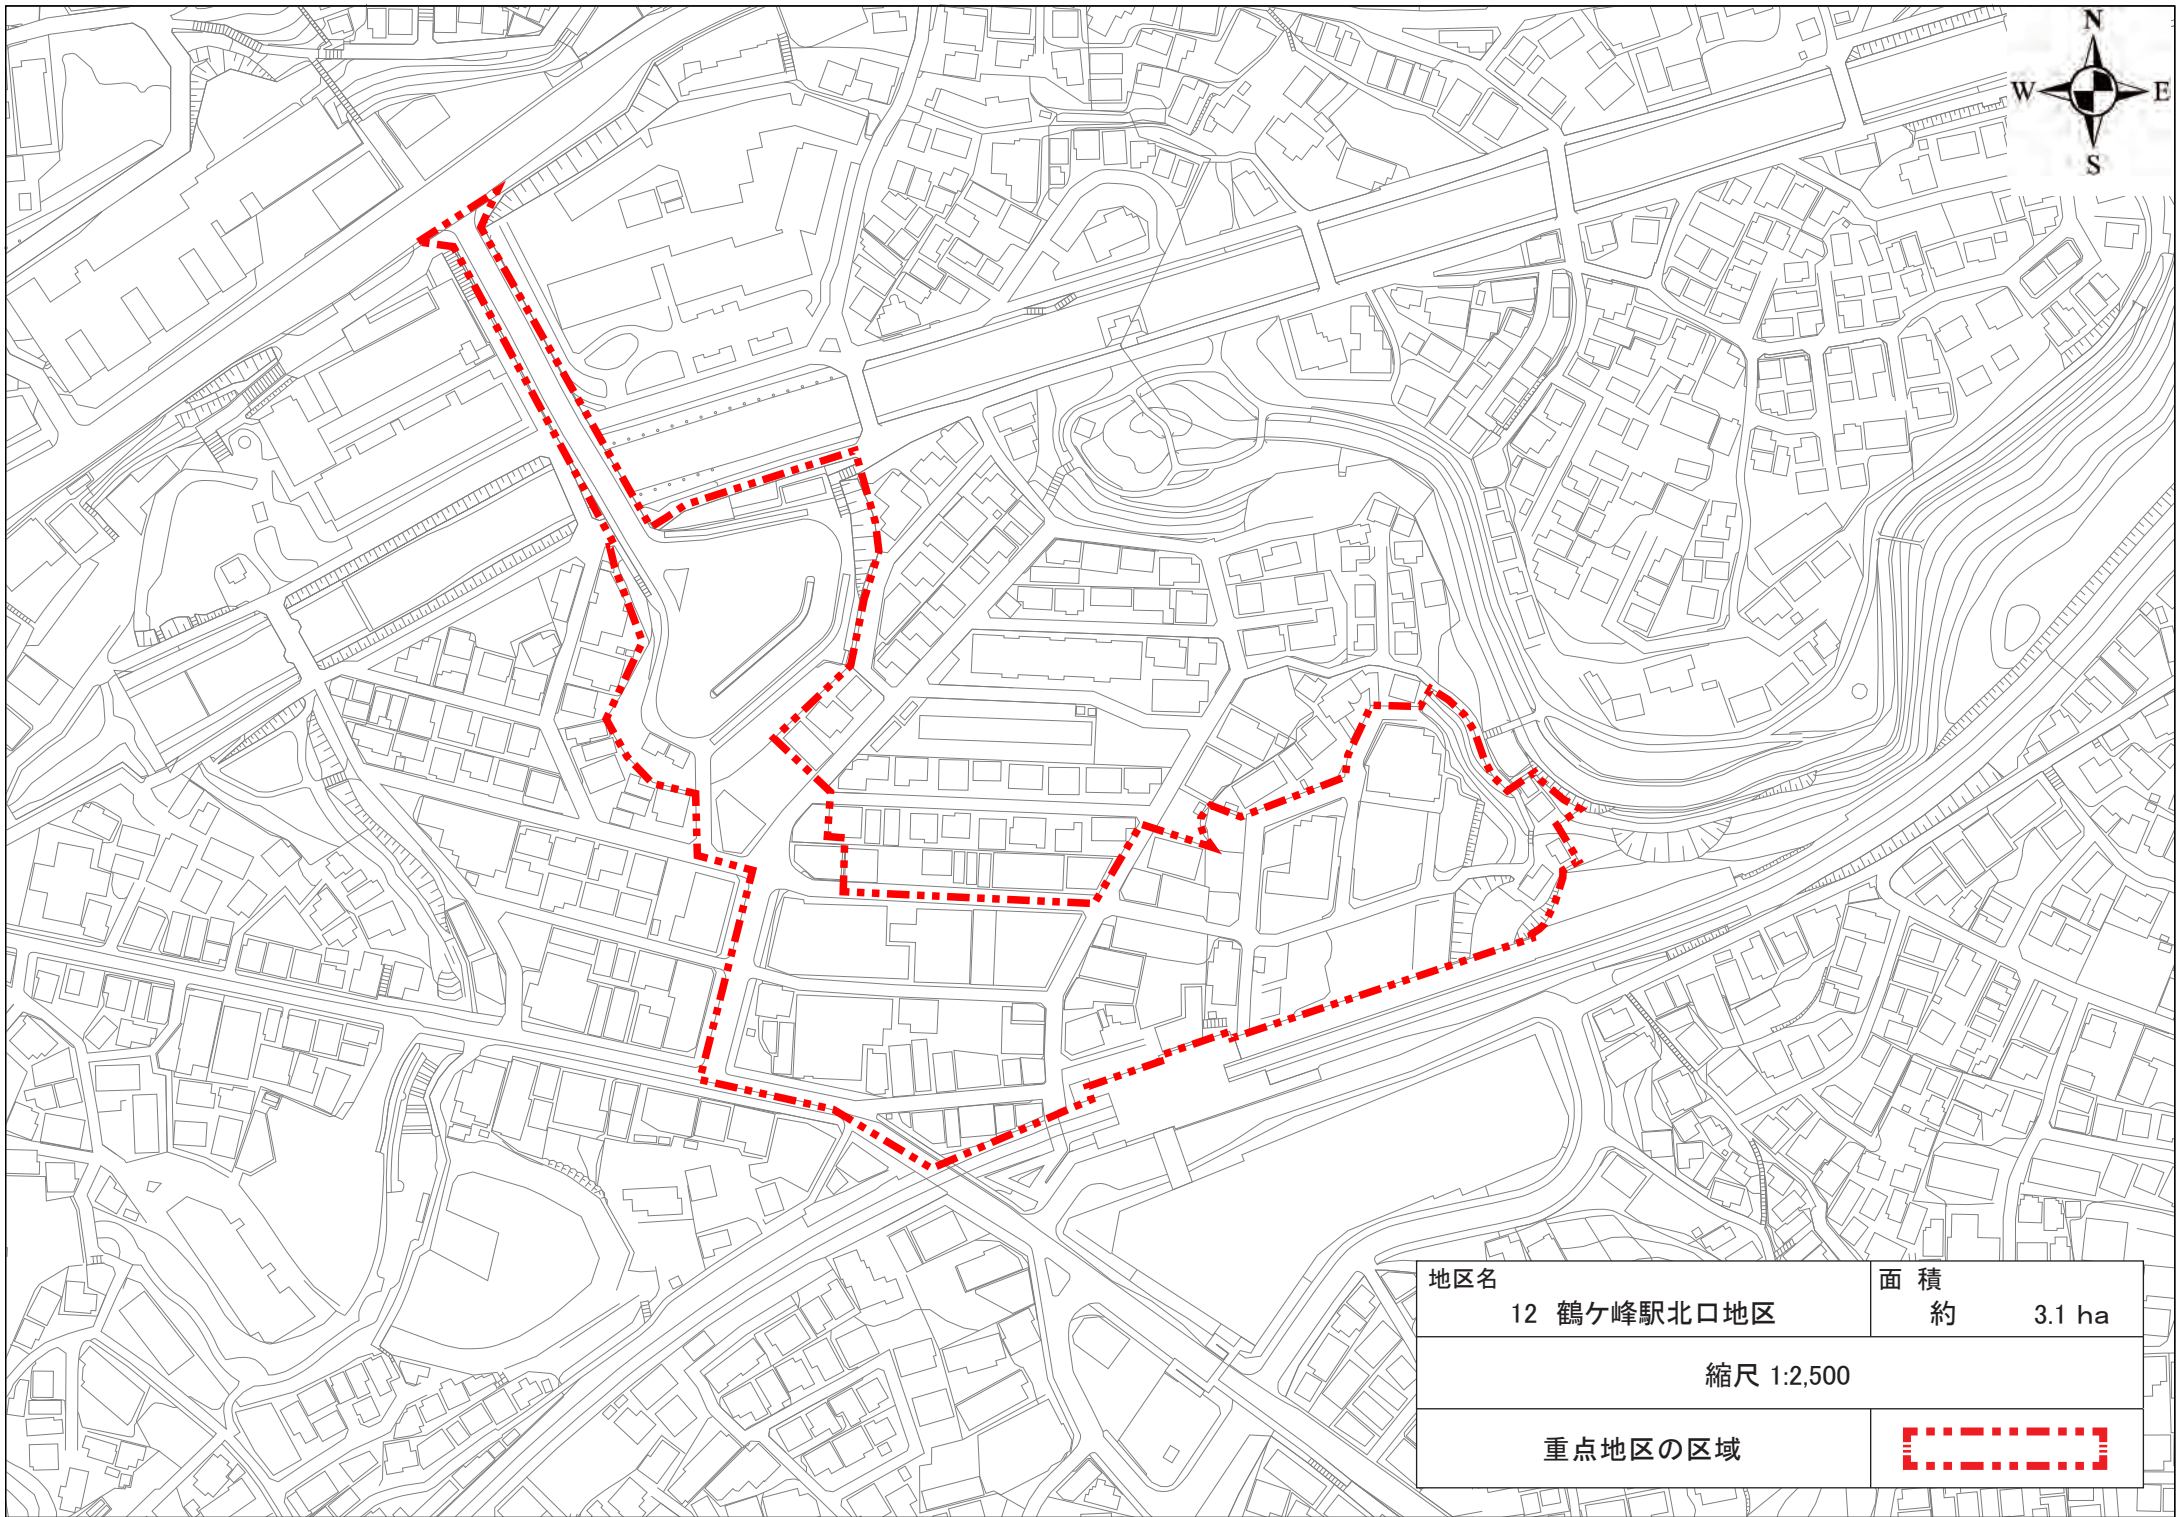 N
W E
S
地区名
12 鶴ケ峰駅北口地区
面 積
約 3.1 ha
縮尺 1:2,500
重点地区の区域